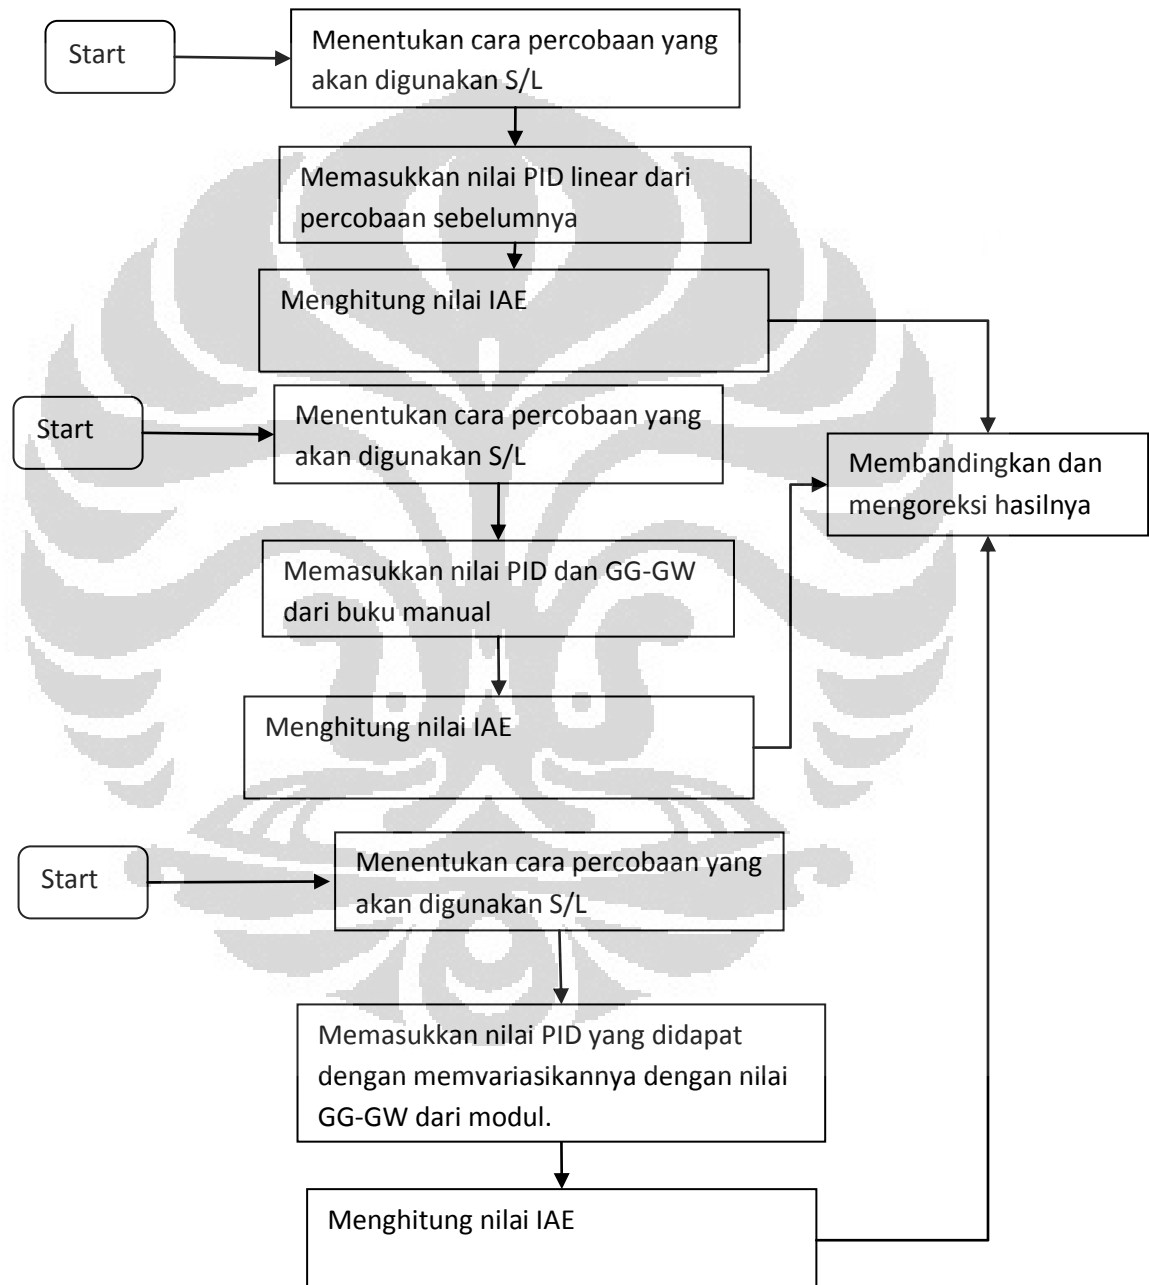 Start
Menentukan cara percobaan yang
akan digunakan S/L
Memasukkan nilai PID linear dari
percobaan sebelumnya
Menghitung nilai IAE
Start
Menentukan cara percobaan yang
akan digunakan S/L
Membandingkan dan
mengoreksi hasilnya
Memasukkan nilai PID dan GG-GW
dari buku manual
Menghitung nilai IAE
Start
Menentukan cara percobaan yang
akan digunakan S/L
Memasukkan nilai PID yang didapat
dengan memvariasikannya dengan nilai
GG-GW dari modul.
Menghitung nilai IAE